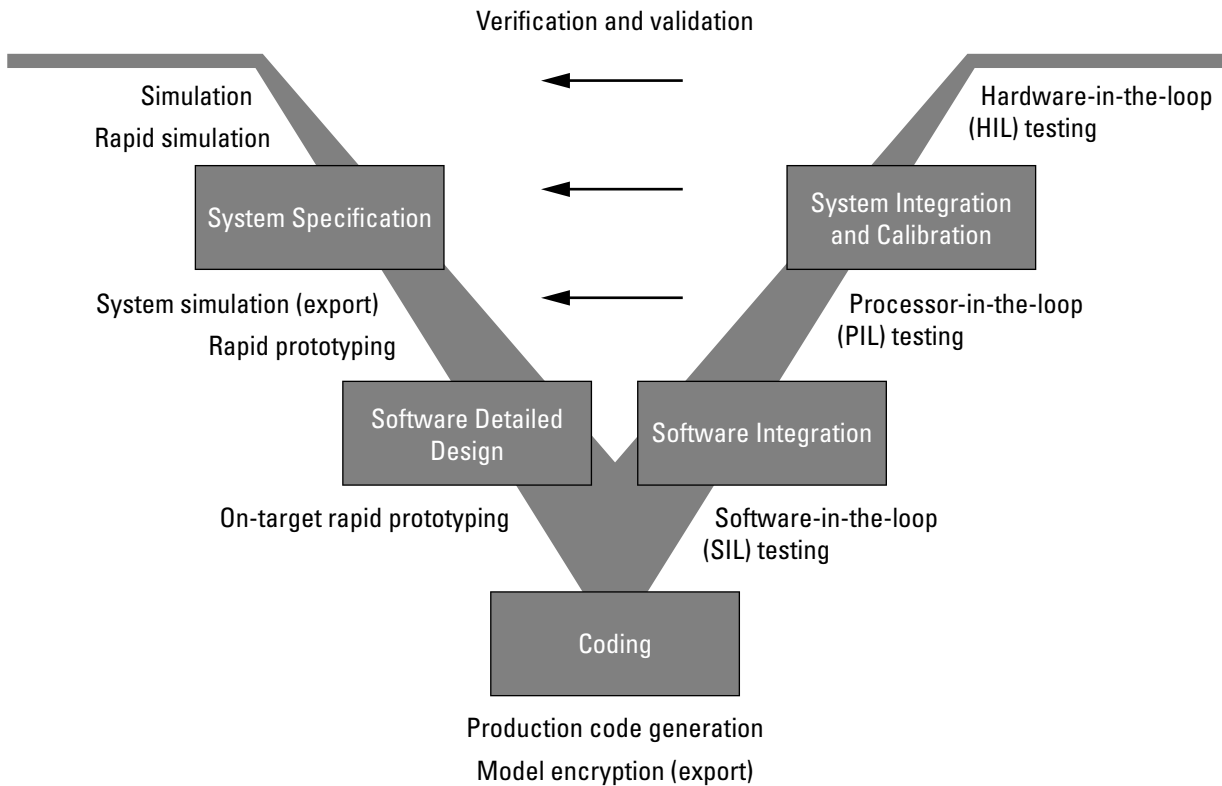 Verification and validation
Simulation
Rapid simulation
Hardware-in-the-loop
(HIL) testing
System Specification
System Integration
and Calibration
System simulation (export)
Rapid prototyping
Processor-in-the-loop
(PIL) testing
Software Detailed
Design
Software Integration
On-target rapid prototyping
Software-in-the-loop
(SIL) testing
Coding
Production code generation
Model encryption (export)